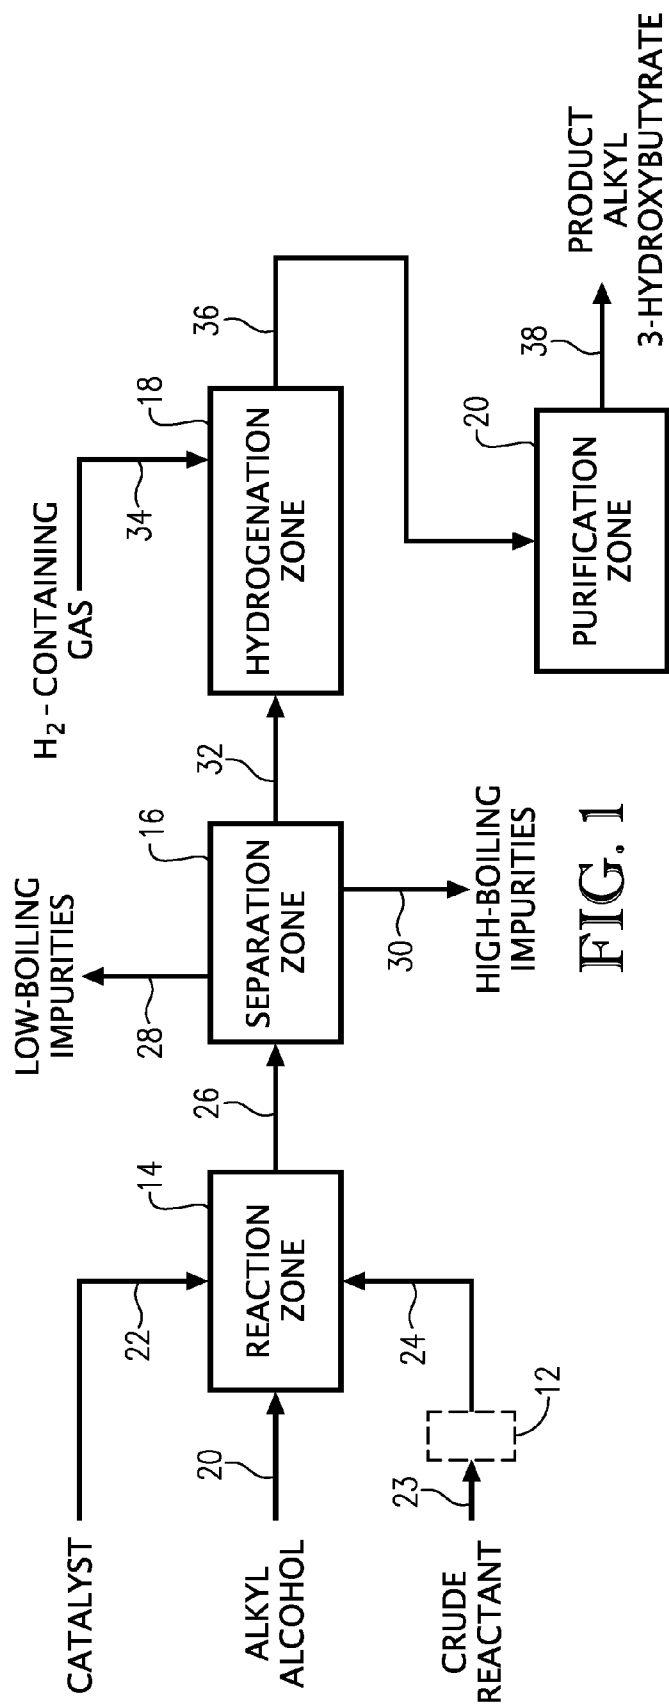 CATALYST
22
ALKYL
ALCOHOL
20
CRUDE
REACTANT
23
12
24
REACTION
ZONE
14
26
LOW-BOILING
IMPURITIES
28
SEPARATION
ZONE
16
30
HIGH-BOILING
IMPURITIES
32
H2-CONTAINING
GAS
34
HYDROGENATION
ZONE
18
36
PURIFICATION
ZONE
20
38
PRODUCT
ALKYL
3-HYDROXYBUTYRATE
FIG. 1